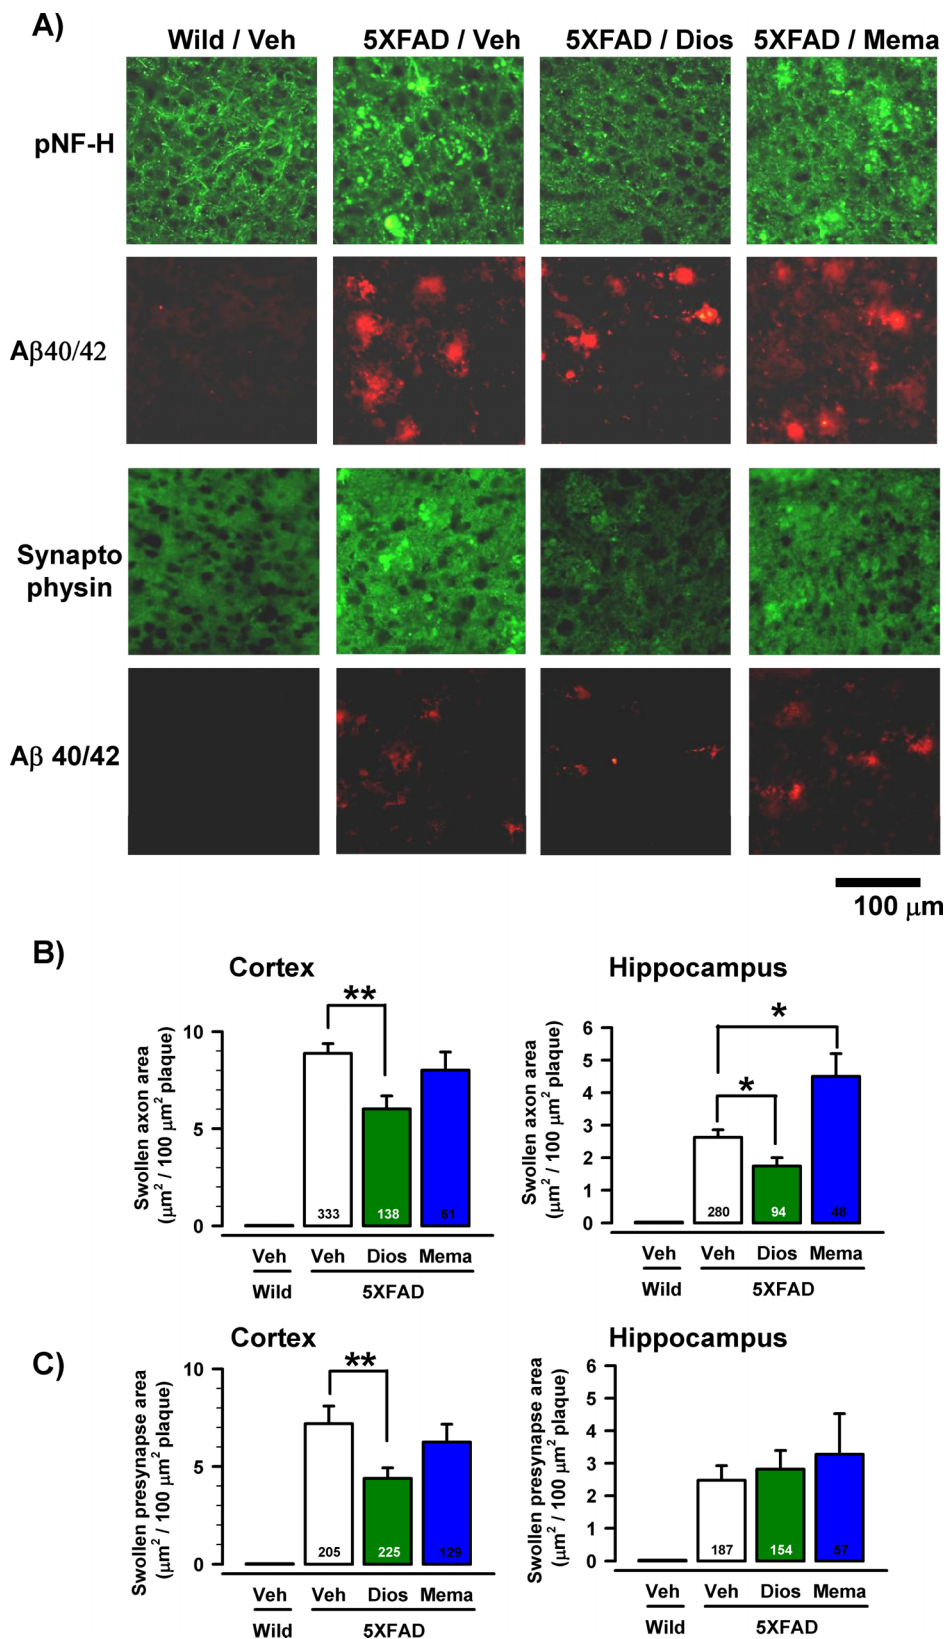 A)
Wild / Veh 5XFAD / Veh 5XFAD / Dios 5XFAD / Mema
pNF-H
Aβ40/42
Synapto
physin
Aβ 40/42
100 μm
B)
Cortex
**
Swollen axon area
(μm² / 100 μm² plaque)
10
5
0
333 138 61
Veh Veh Dios Mema
Wild 5XFAD
Hippocampus
*
*
Swollen axon area
(μm² / 100 μm² plaque)
6
5
4
3
2
1
0
280 94 48
Veh Veh Dios Mema
Wild 5XFAD
C)
Cortex
**
Swollen presynapse area
(μm² / 100 μm² plaque)
10
5
0
205 225 129
Veh Veh Dios Mema
Wild 5XFAD
Hippocampus
Swollen presynapse area
(μm² / 100 μm² plaque)
6
5
4
3
2
1
0
187 154 57
Veh Veh Dios Mema
Wild 5XFAD